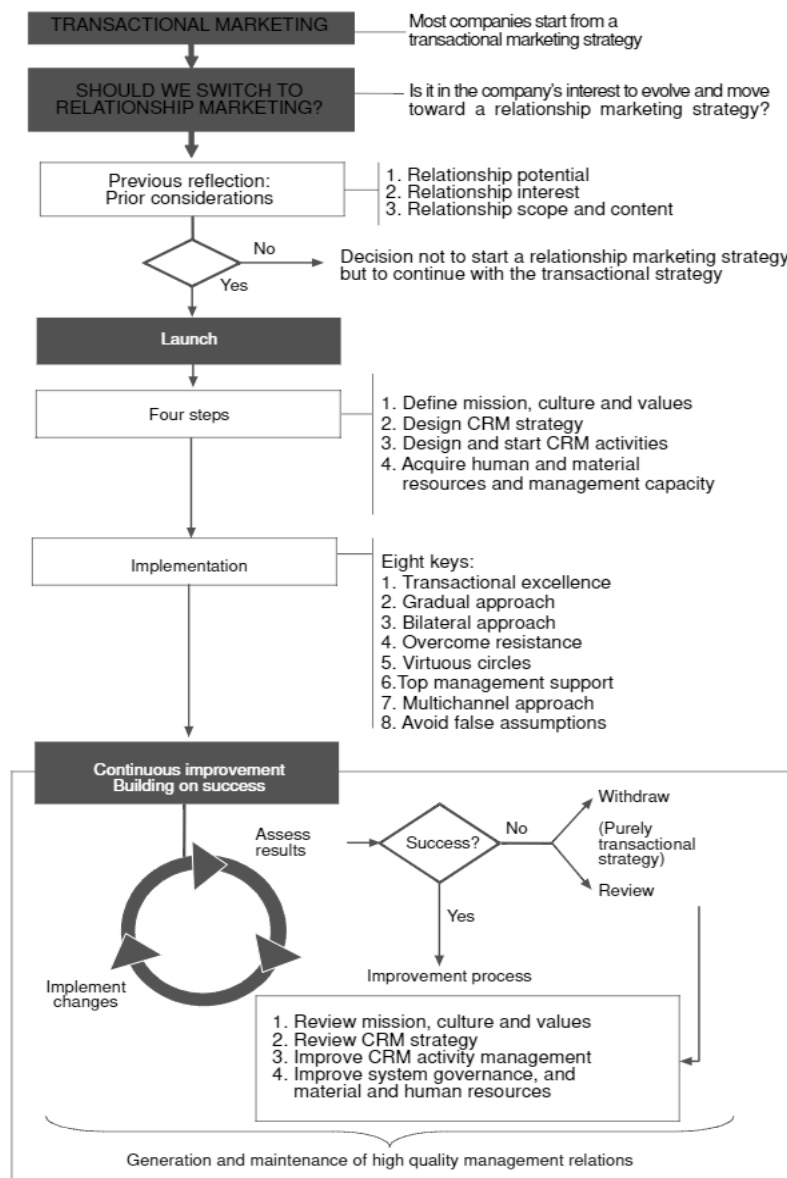 TRANSACTIONAL MARKETING
Most companies start from a
transactional marketing strategy
SHOULD WE SWITCH TO
RELATIONSHIP MARKETING?
Is it in the company's interest to evolve and move
toward a relationship marketing strategy?
Previous reflection:
Prior considerations
1. Relationship potential
2. Relationship interest
3. Relationship scope and content
No
Yes
Decision not to start a relationship marketing strategy
but to continue with the transactional strategy
Launch
Four steps
1. Define mission, culture and values
2. Design CRM strategy
3. Design and start CRM activities
4. Acquire human and material
resources and management capacity
Implementation
Eight keys:
1. Transactional excellence
2. Gradual approach
3. Bilateral approach
4. Overcome resistance
5. Virtuous circles
6.Top management support
7. Multichannel approach
8. Avoid false assumptions
Continuous improvement
Building on success
Assess
results
Implement
changes
Success?
No
Yes
Withdraw
(Purely
transactional
strategy)
Review
Improvement process
1. Review mission, culture and values
2. Review CRM strategy
3. Improve CRM activity management
4. Improve system governance, and
material and human resources
Generation and maintenance of high quality management relations